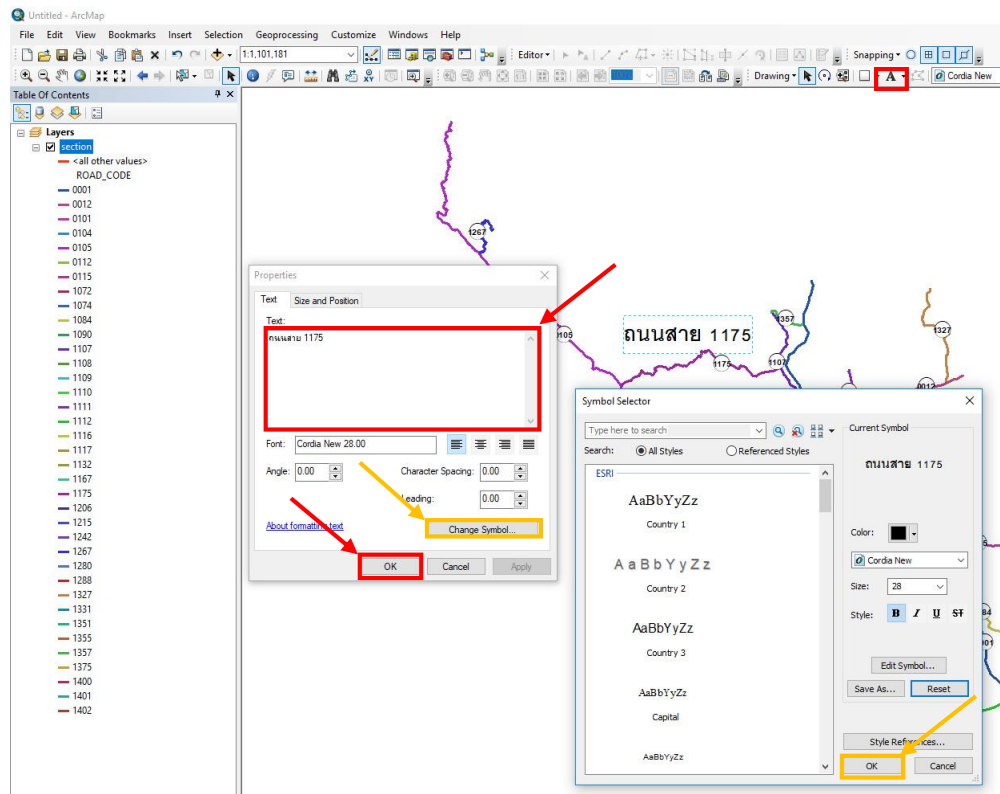 Untitled - ArcMap
File Edit View Bookmarks Insert Selection Geoprocessing Customize Windows Help
1:1,101,181 Editor Snapping
Drawing A Cordia New
Table Of Contents
Layers
section
<all other values>
ROAD_CODE
0001
0012
0101
0104
0105
0112
0115
1072
1074
1084
1090
1107
1108
1109
1110
1111
1112
1116
1117
1132
1167
1175
1206
1215
1242
1267
1280
1288
1327
1331
1351
1355
1357
1375
1400
1401
1402
1267
0105
ถนนสาย 1175
1357
1327
1175
1107
0012
Properties
Text Size and Position
Text:
ถนนสาย 1175
Font: Cordia New 28.00
Angle: 0.00 Character Spacing: 0.00
Leading: 0.00
About formatting text Change Symbol...
OK Cancel Apply
Symbol Selector
Type here to search
Search: All Styles Referenced Styles
ESRI
AaBbYyZz
Country 1
AaBbYyZz
Country 2
AaBbYyZz
Country 3
AaBbYyZz
Capital
AaBbYyZz
Current Symbol
ถนนสาย 1175
Color:
Cordia New
Size: 28
Style: B I U ST
Edit Symbol...
Save As... Reset
Style References...
OK Cancel